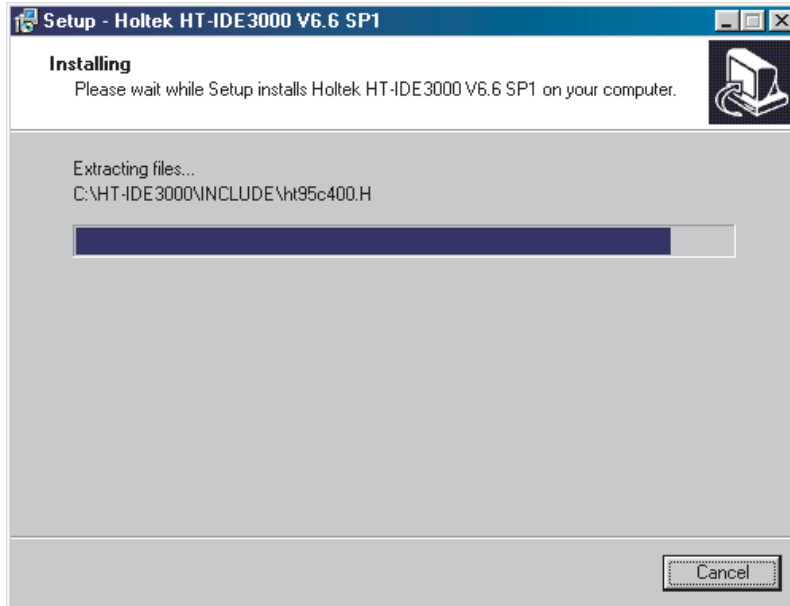 Setup - Holtek HT-IDE3000 V6.6 SP1
Installing
Please wait while Setup installs Holtek HT-IDE3000 V6.6 SP1 on your computer.
Extracting files...
C:\HT-IDE3000\INCLUDE\ht95c400.H
Cancel